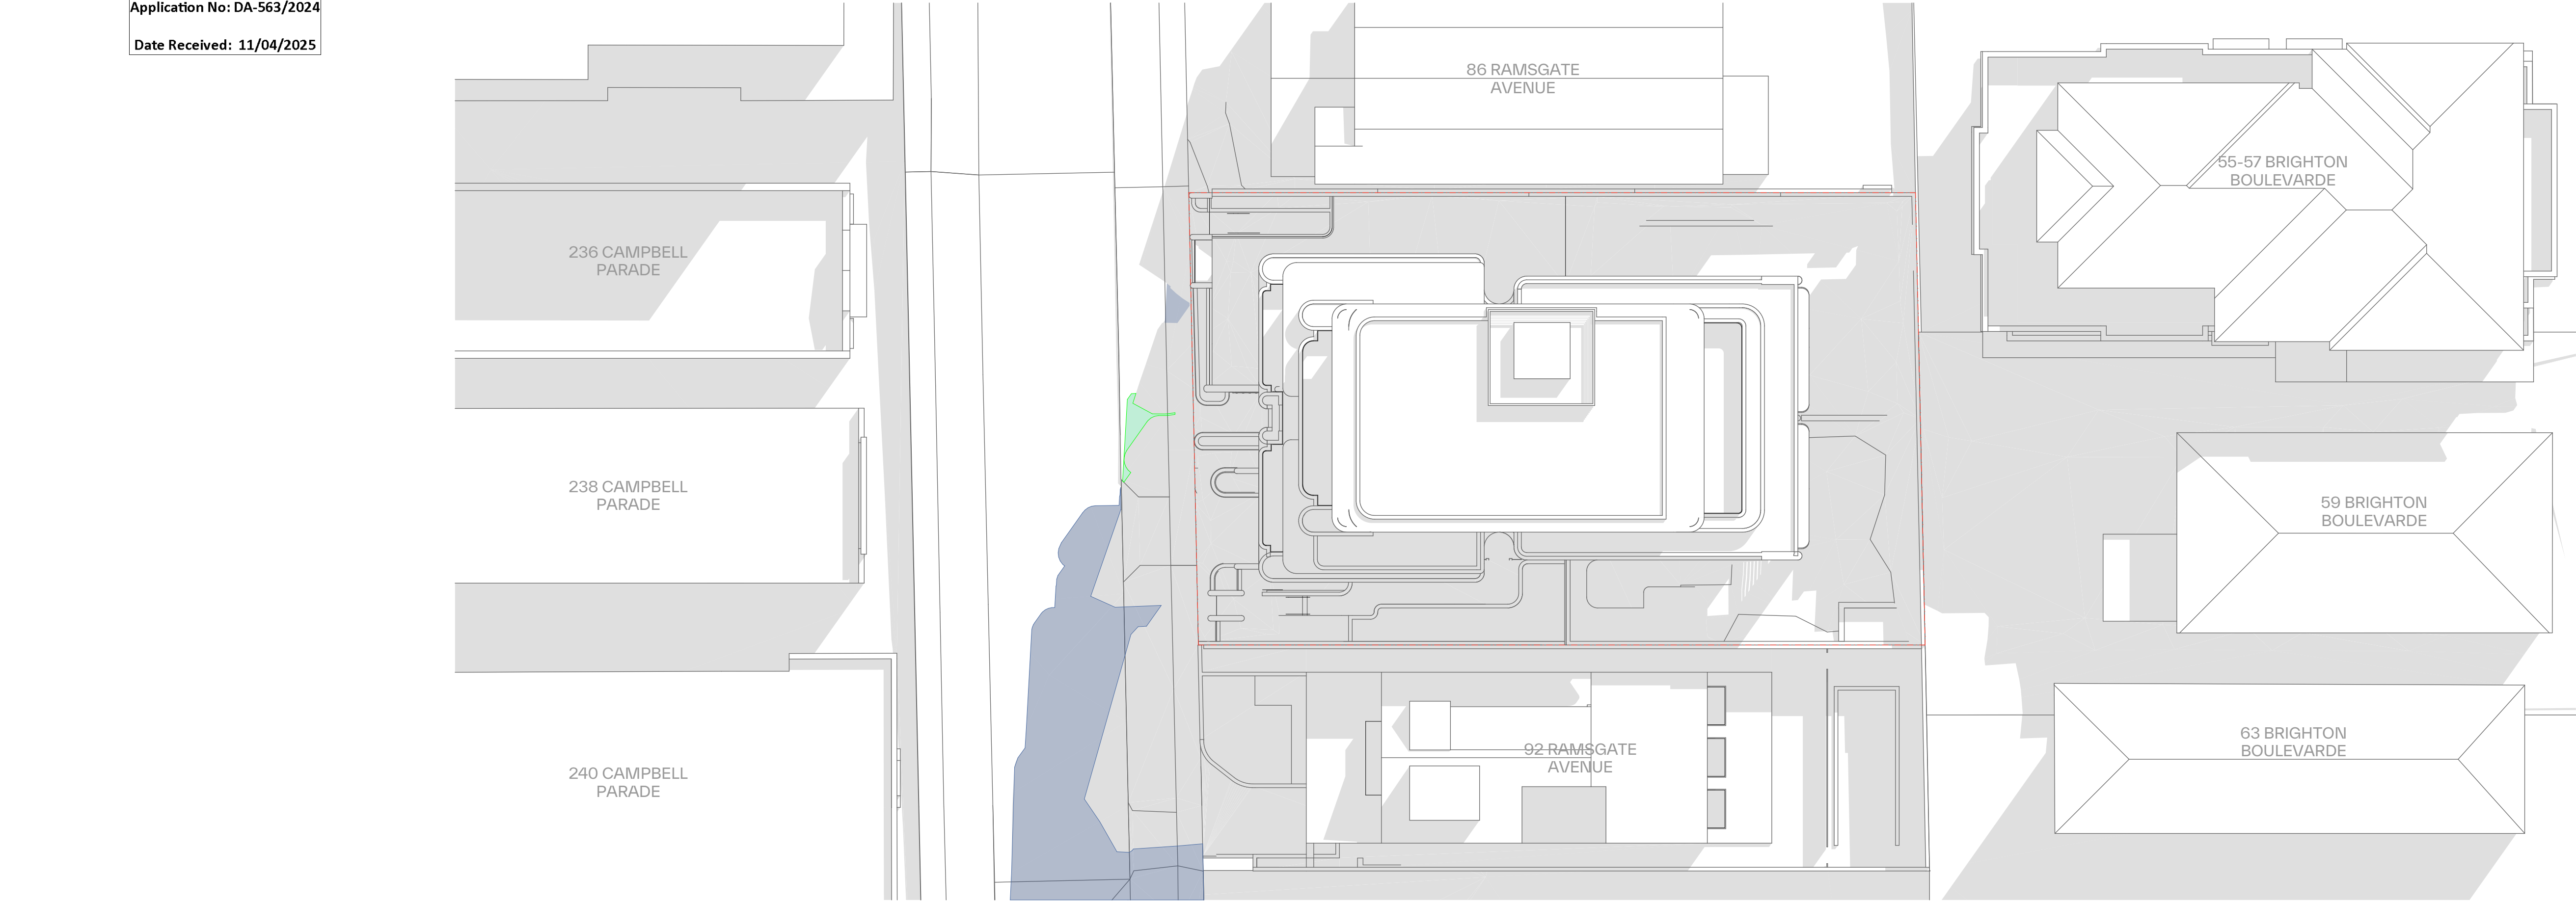 Application No: DA-563/2024
Date Received:  11/04/2025
86 RAMSGATE
AVENUE
55-57 BRIGHTON
BOULEVARDE
236 CAMPBELL
PARADE
238 CAMPBELL
PARADE
59 BRIGHTON
BOULEVARDE
240 CAMPBELL
PARADE
92 RAMSGATE
AVENUE
63 BRIGHTON
BOULEVARDE